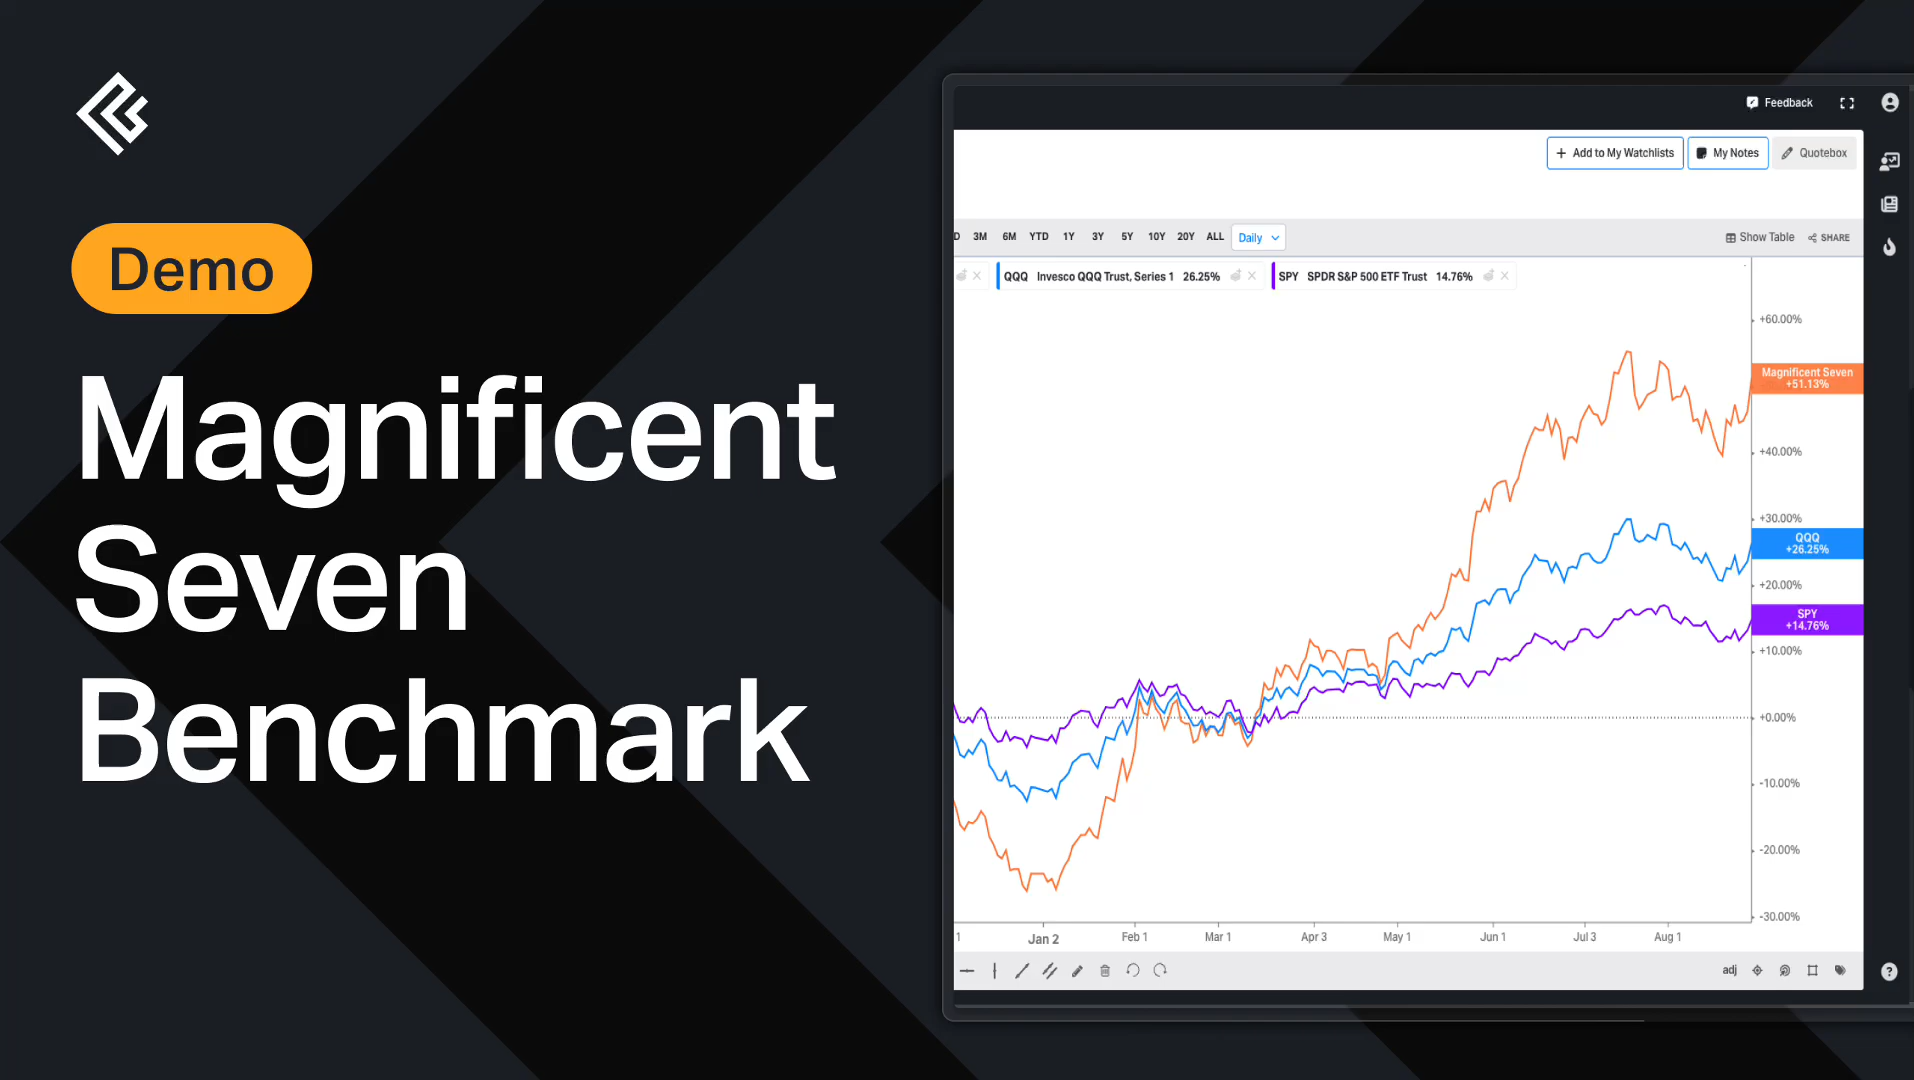 Demo
Magnificent
Seven
Benchmark
Feedback
Add to My Watchlists
My Notes
Quotebox
D 3M 6M YTD 1Y 3Y 5Y 10Y 20Y ALL Daily
Show Table
SHARE
QQQ Invesco QQQ Trust, Series 1 26.25%
SPY SPDR S&P 500 ETF Trust 14.76%
+60.00%
Magnificent Seven
+51.13%
+40.00%
+30.00%
QQQ
+26.25%
+20.00%
SPY
+14.76%
+10.00%
+0.00%
-10.00%
-20.00%
-30.00%
1 Jan 2 Feb 1 Mar 1 Apr 3 May 1 Jun 1 Jul 3 Aug 1
adj
?